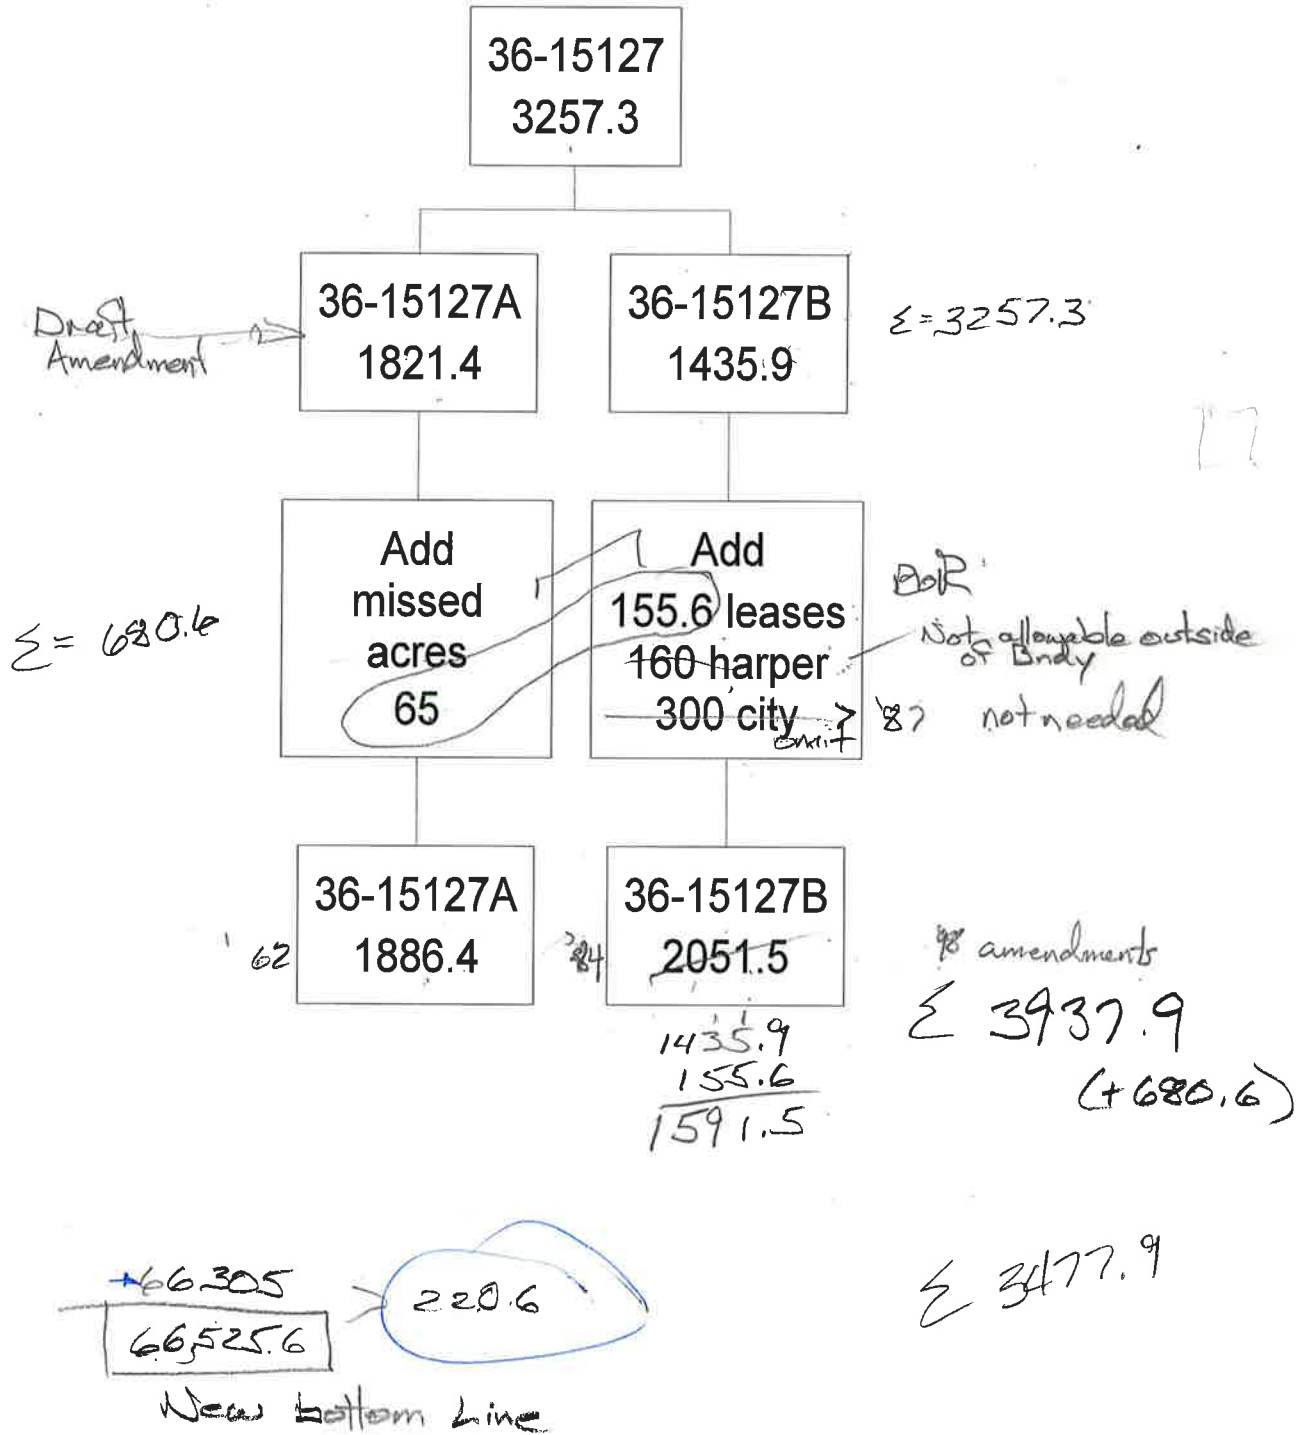 36-15127
3257.3
Draft
Amendment
36-15127A
1821.4
36-15127B
1435.9
Σ=3257.3
Σ= 680.6
Add
missed
acres
65
Add
155.6 leases
160 harper
300 city
omit
BOR
Not allowable outside
of Bndy
'87 not needed
'62
36-15127A
1886.4
'84
36-15127B
2051.5
1435.9
155.6
1591.5
'98 amendments
Σ 3937.9
(+680.6)
66305
66,525.6
220.6
New bottom Line
Σ 3477.9